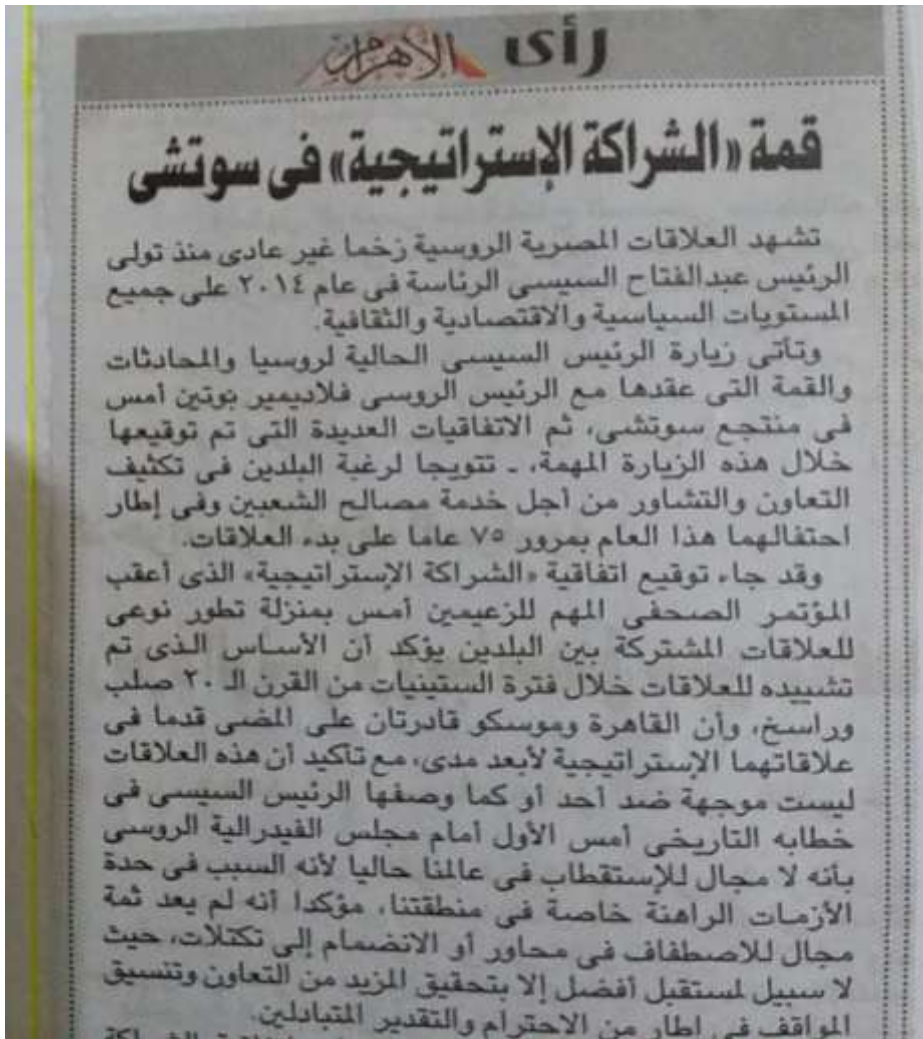 رأى الأهرام
قمة «الشراكة الإستراتيجية» فى سوتشى
تشهد العلاقات المصرية الروسية زخما غير عادى منذ تولى
الرئيس عبدالفتاح السيسى الرئاسة فى عام ٢٠١٤ على جميع
المستويات السياسية والاقتصادية والثقافية.
وتأتى زيارة الرئيس السيسى الحالية لروسيا والمحادثات
والقمة التى عقدها مع الرئيس الروسى فلاديمير بوتين أمس
فى منتجع سوتشى، ثم الاتفاقيات العديدة التى تم توقيعها
خلال هذه الزيارة المهمة، ـ تتويجا لرغبة البلدين فى تكثيف
التعاون والتشاور من أجل خدمة مصالح الشعبين وفى إطار
احتفالهما هذا العام بمرور ٧٥ عاما على بدء العلاقات.
وقد جاء توقيع اتفاقية «الشراكة الإستراتيجية» الذى أعقب
المؤتمر الصحفى المهم للزعيمين أمس بمنزلة تطور نوعى
للعلاقات المشتركة بين البلدين يؤكد أن الأساس الذى تم
تشييده للعلاقات خلال فترة الستينيات من القرن الـ ٢٠ صلب
وراسخ، وأن القاهرة وموسكو قادرتان على المضى قدما فى
علاقاتهما الإستراتيجية لأبعد مدى، مع تأكيد أن هذه العلاقات
ليست موجهة ضد أحد أو كما وصفها الرئيس السيسى فى
خطابه التاريخى أمس الأول أمام مجلس الفيدرالية الروسى
بأنه لا مجال للإستقطاب فى عالمنا حاليا لأنه السبب فى حدة
الأزمات الراهنة خاصة فى منطقتنا، مؤكدا أنه لم يعد ثمة
مجال للاصطفاف فى محاور أو الانضمام إلى تكتلات، حيث
لا سبيل لمستقبل أفضل إلا بتحقيق المزيد من التعاون وتنسيق
المواقف فى إطار من الاحترام والتقدير المتبادلين.